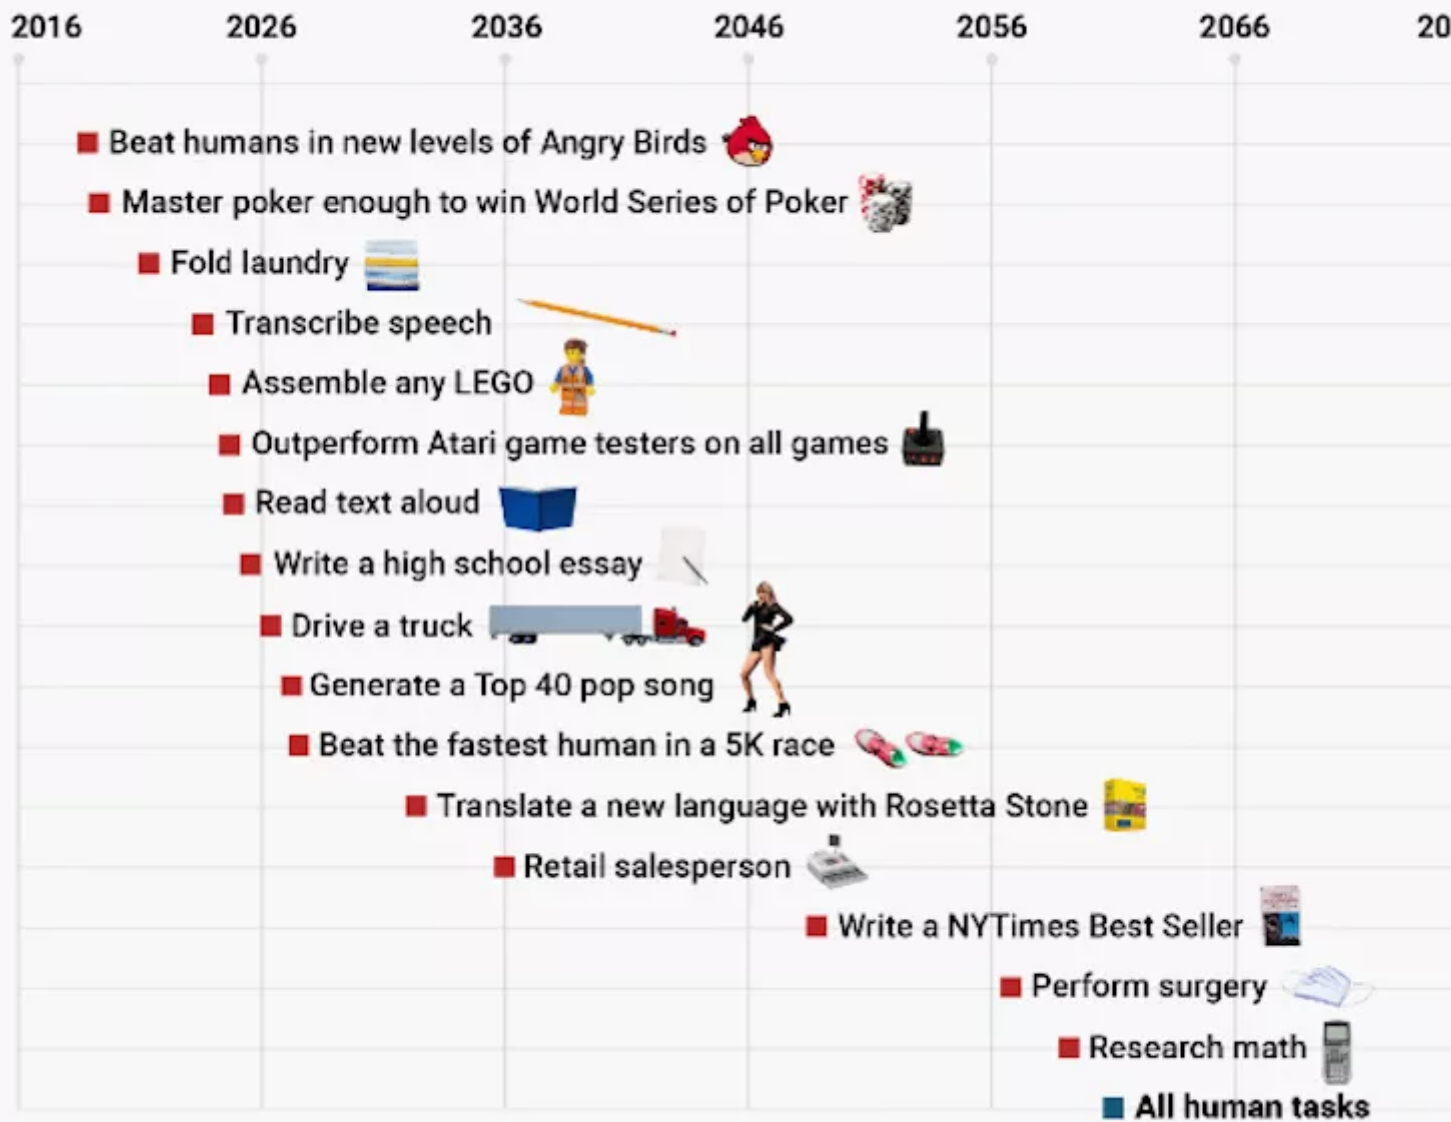 2016 2026 2036 2046 2056 2066 20
Beat humans in new levels of Angry Birds
Master poker enough to win World Series of Poker
Fold laundry
Transcribe speech
Assemble any LEGO
Outperform Atari game testers on all games
Read text aloud
Write a high school essay
Drive a truck
Generate a Top 40 pop song
Beat the fastest human in a 5K race
Translate a new language with Rosetta Stone
Retail salesperson
Write a NYTimes Best Seller
Perform surgery
Research math
All human tasks